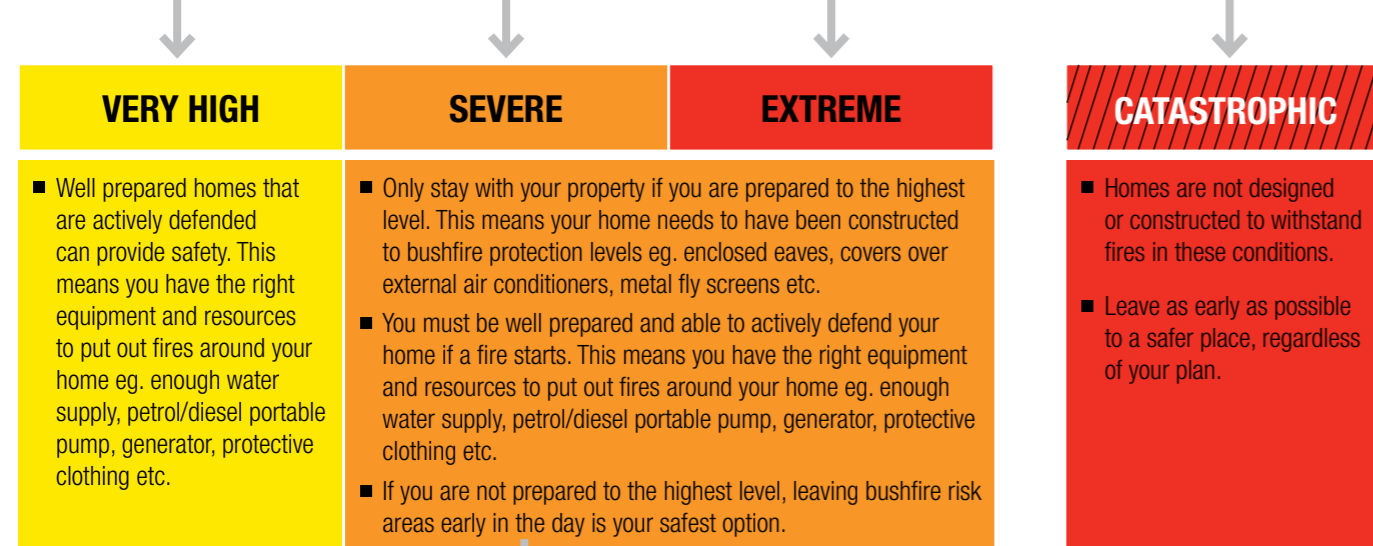 VERY HIGH
SEVERE
EXTREME
CATASTROPHIC
■ Well prepared homes that
are actively defended
can provide safety. This
means you have the right
equipment and resources
to put out fires around your
home eg. enough water
supply, petrol/diesel portable
pump, generator, protective
clothing etc.
■ Only stay with your property if you are prepared to the highest
level. This means your home needs to have been constructed
to bushfire protection levels eg. enclosed eaves, covers over
external air conditioners, metal fly screens etc.
■ You must be well prepared and able to actively defend your
home if a fire starts. This means you have the right equipment
and resources to put out fires around your home eg. enough
water supply, petrol/diesel portable pump, generator, protective
clothing etc.
■ If you are not prepared to the highest level, leaving bushfire risk
areas early in the day is your safest option.
■ Homes are not designed
or constructed to withstand
fires in these conditions.
■ Leave as early as possible
to a safer place, regardless
of your plan.